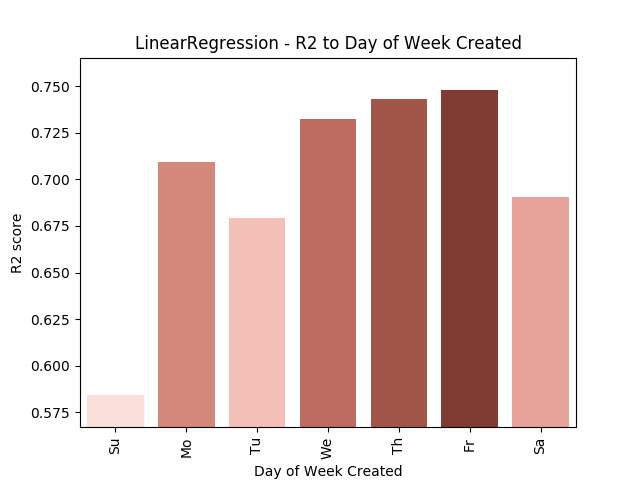 LinearRegression - R2 to Day of Week Created
R2 score
0.750
0.725
0.700
0.675
0.650
0.625
0.600
0.575
Su
Mo
Tu
We
Th
Fr
Sa
Day of Week Created